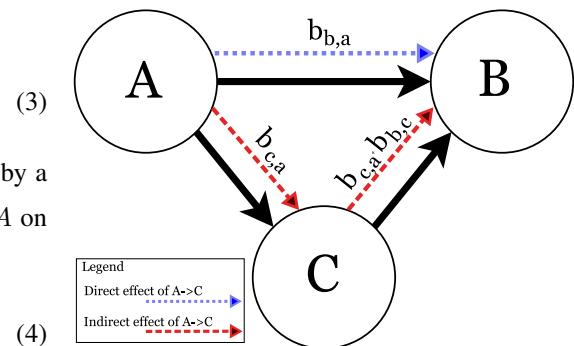 b_{b,a}
A
B
(3)
b_{c,a}
b_{c,a}·b_{b,c}
by a
A on
C
Legend
Direct effect of A->C
Indirect effect of A->C
(4)